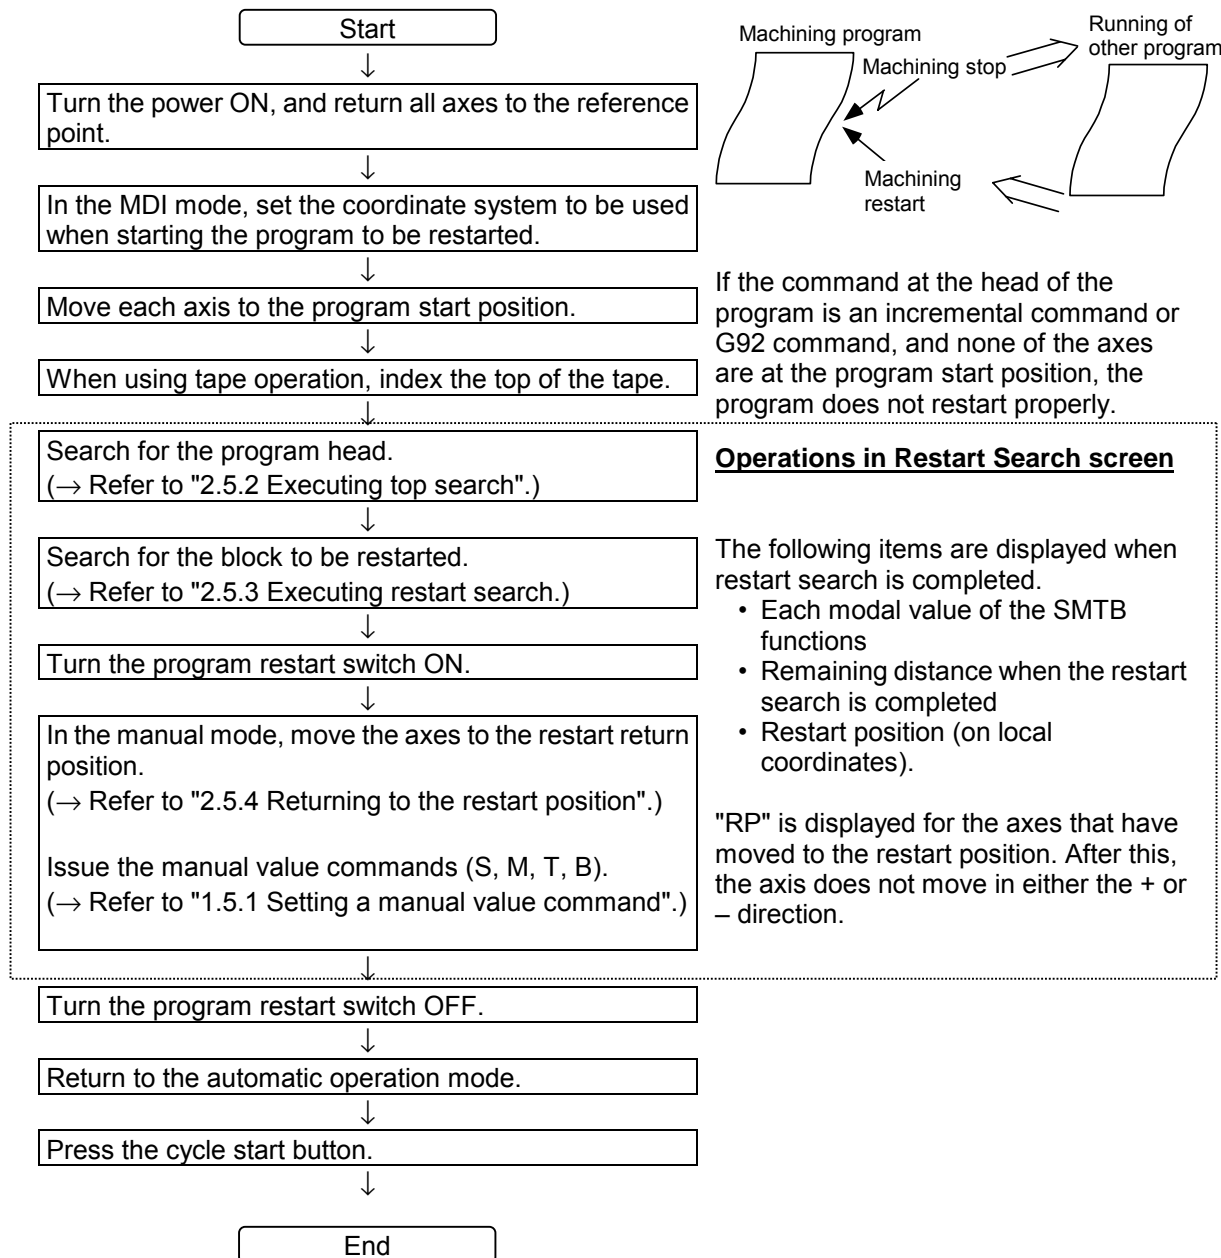 Start
Turn the power ON, and return all axes to the reference
point.
In the MDI mode, set the coordinate system to be used
when starting the program to be restarted.
Move each axis to the program start position.
When using tape operation, index the top of the tape.
Search for the program head.
(→ Refer to "2.5.2 Executing top search".)
Search for the block to be restarted.
(→ Refer to "2.5.3 Executing restart search.)
Turn the program restart switch ON.
In the manual mode, move the axes to the restart return
position.
(→ Refer to "2.5.4 Returning to the restart position".)
Issue the manual value commands (S, M, T, B).
(→ Refer to "1.5.1 Setting a manual value command".)
Turn the program restart switch OFF.
Return to the automatic operation mode.
Press the cycle start button.
End
Machining program
Machining stop
Running of
other program
Machining
restart
If the command at the head of the
program is an incremental command or
G92 command, and none of the axes
are at the program start position, the
program does not restart properly.
Operations in Restart Search screen
The following items are displayed when
restart search is completed.
• Each modal value of the SMTB
functions
• Remaining distance when the restart
search is completed
• Restart position (on local
coordinates).
"RP" is displayed for the axes that have
moved to the restart position. After this,
the axis does not move in either the + or
– direction.